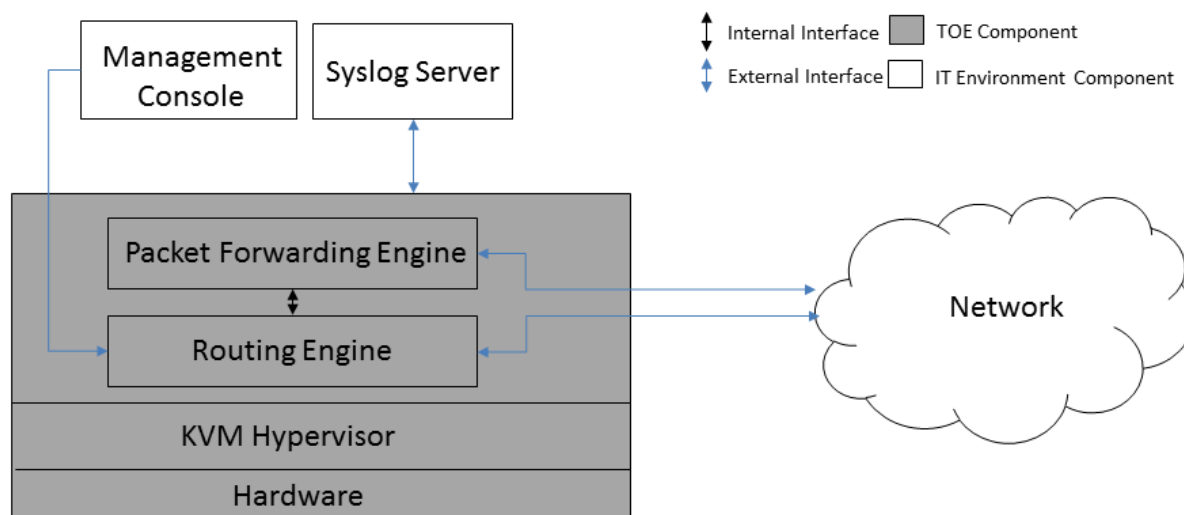 Management
Console
Syslog Server
Internal Interface
TOE Component
External Interface
IT Environment Component
Packet Forwarding Engine
Routing Engine
Network
KVM Hypervisor
Hardware